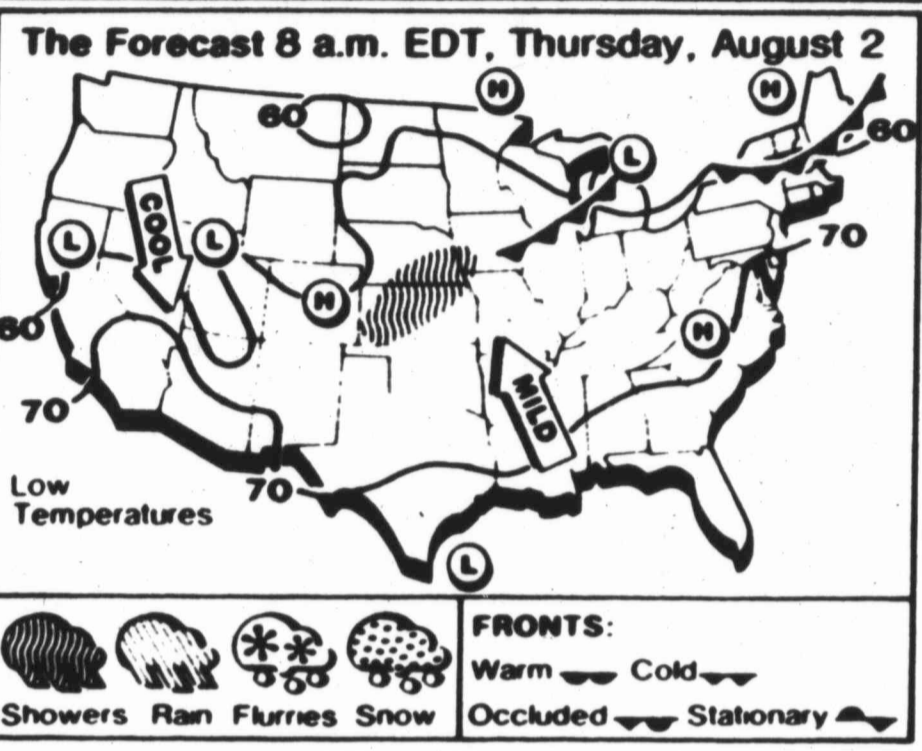 The Forecast 8 a.m. EDT, Thursday, August 2
H
H
60
60
L
COOL
L
L
70
H
H
60
MILD
70
70
Low
Temperatures
L
FRONTS:
Warm Cold
Showers Rain Flurries Snow
Occluded Stationary